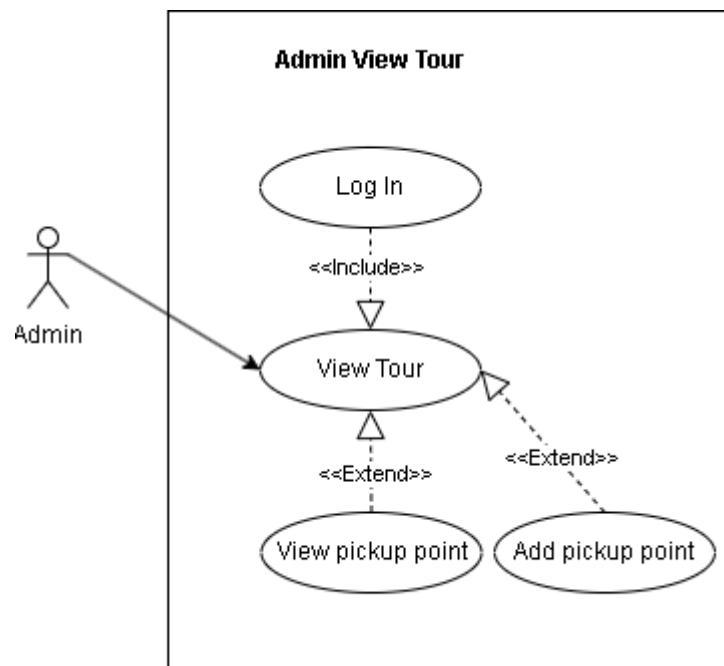 Admin View Tour
Log In
<<Include>>
Admin
View Tour
<<Extend>>
<<Extend>>
View pickup point
Add pickup point